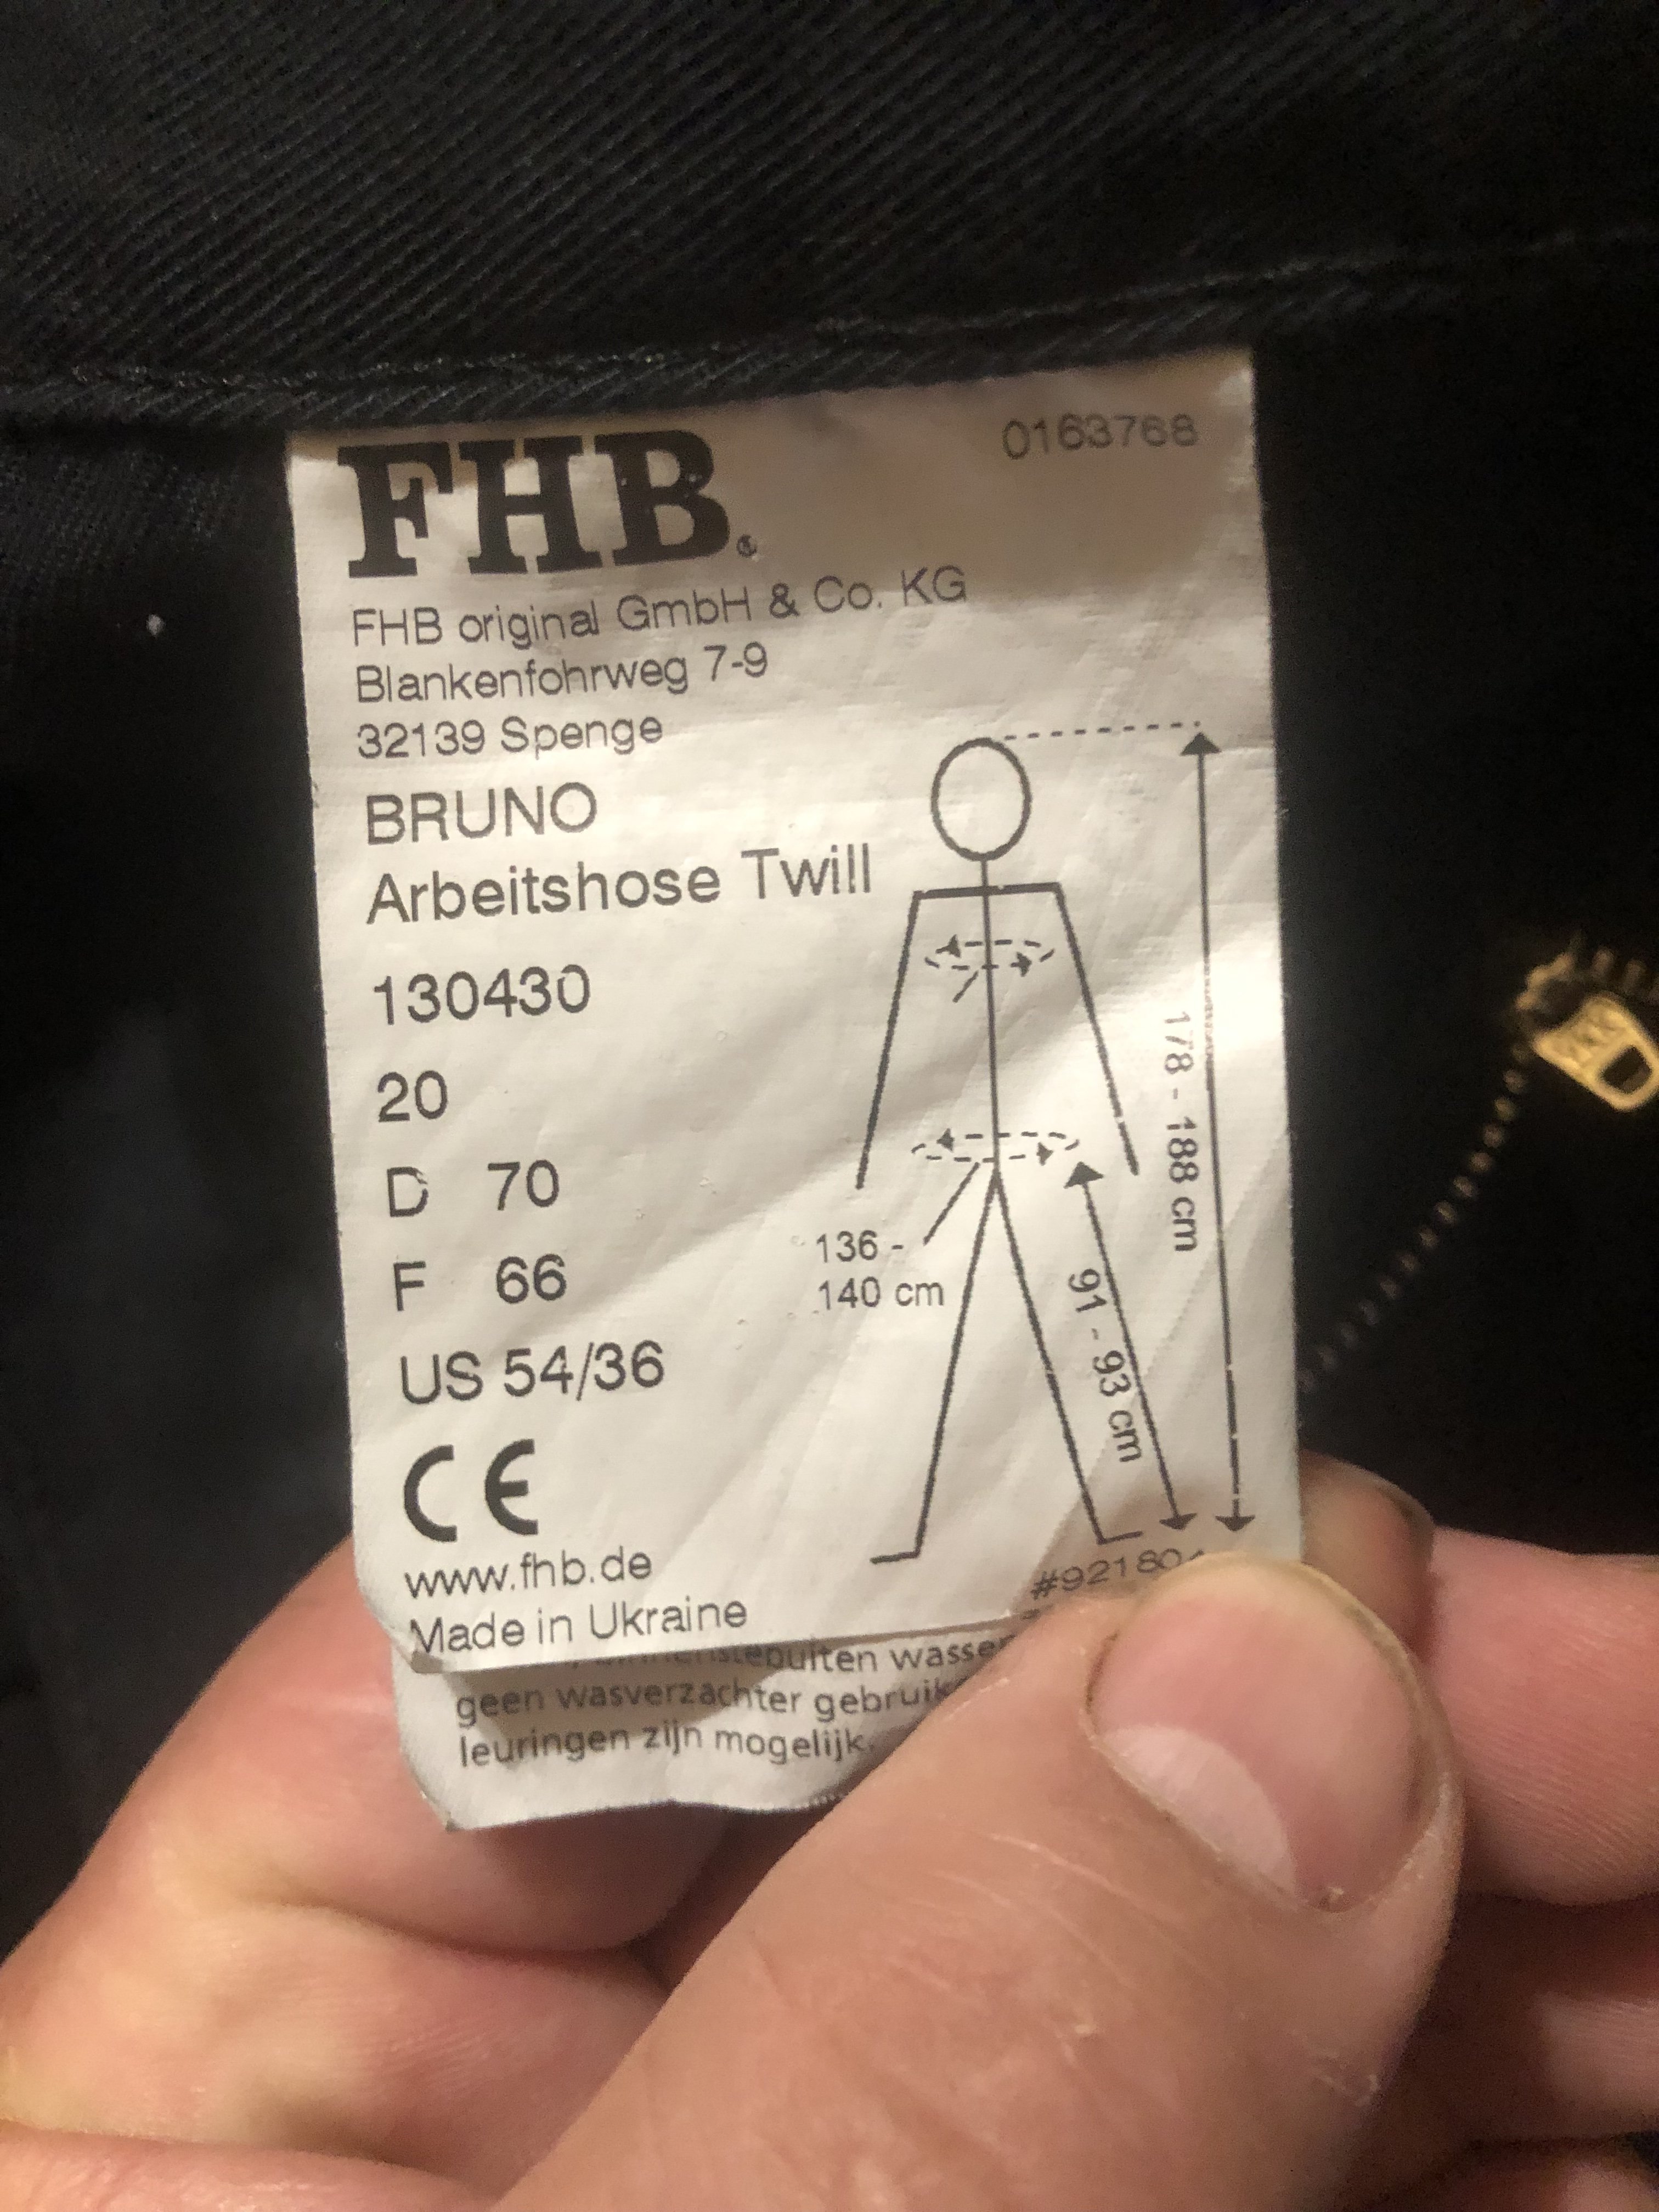 FHB®
0163768
FHB original GmbH & Co. KG
Blankenfohrweg 7-9
32139 Spenge
BRUNO
Arbeitshose Twill
130430
20
D 70
F 66
US 54/36
CE
www.fhb.de
Made in Ukraine
136 -
140 cm
91 - 93 cm
178 - 188 cm
wasser
geen wasverzachter
leuringen zijn mogelijk.
YKK